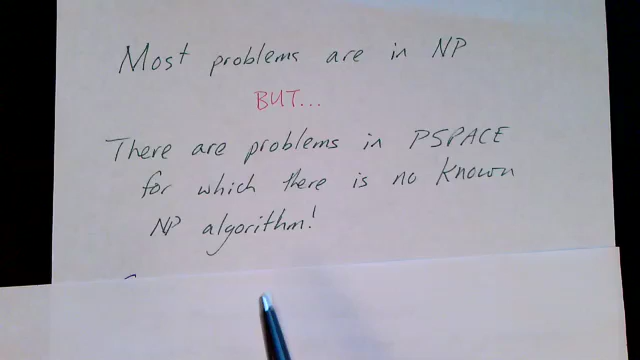 Most problems are in NP
BUT...
There are problems in PSPACE
for which there is no known
NP algorithm!